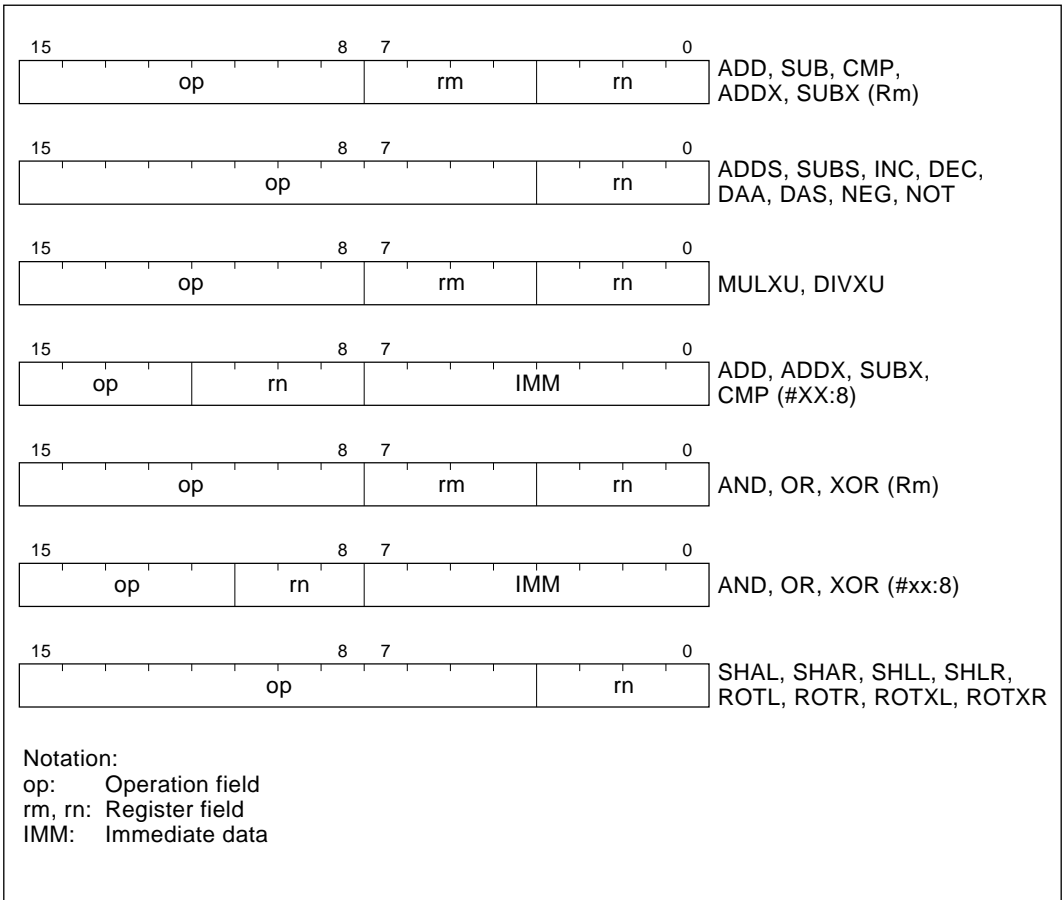 15 8 7 0
op rm rn
ADD, SUB, CMP,
ADDX, SUBX (Rm)
15 8 7 0
op rn
ADDS, SUBS, INC, DEC,
DAA, DAS, NEG, NOT
15 8 7 0
op rm rn
MULXU, DIVXU
15 8 7 0
op rn IMM
ADD, ADDX, SUBX,
CMP (#XX:8)
15 8 7 0
op rm rn
AND, OR, XOR (Rm)
15 8 7 0
op rn IMM
AND, OR, XOR (#xx:8)
15 8 7 0
op rn
SHAL, SHAR, SHLL, SHLR,
ROTL, ROTR, ROTXL, ROTXR
Notation:
op: Operation field
rm, rn: Register field
IMM: Immediate data